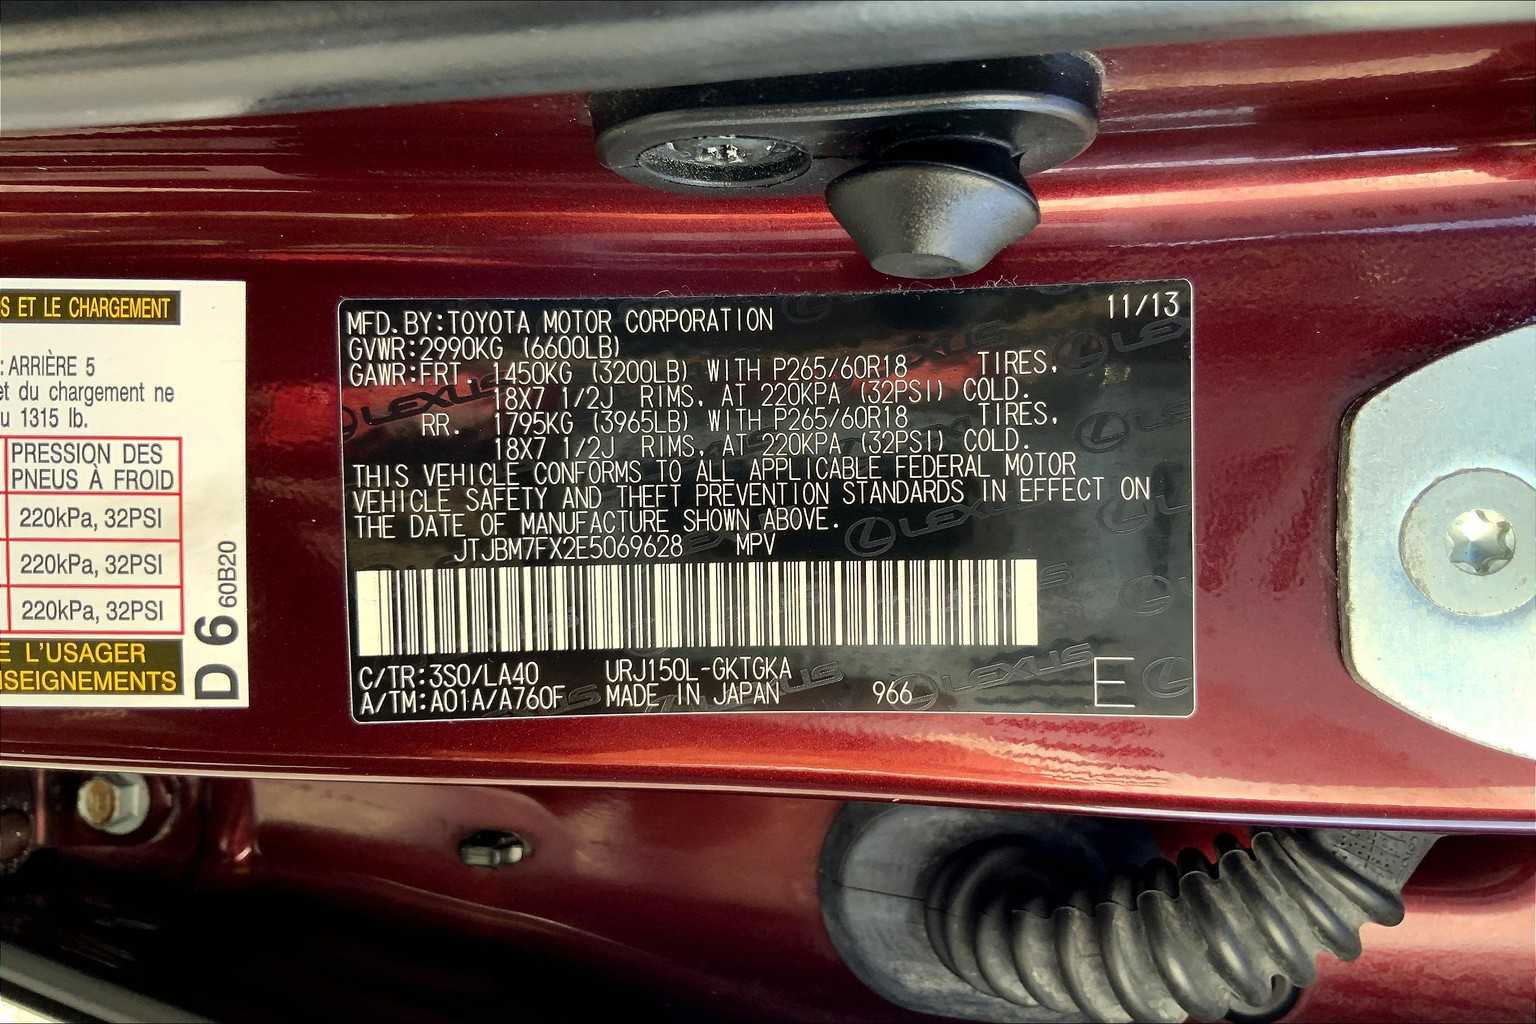 S ET LE CHARGEMENT
: ARRIÈRE 5
et du chargement ne
u 1315 lb.
PRESSION DES
PNEUS À FROID
220kPa, 32PSI
220kPa, 32PSI
220kPa, 32PSI
E L'USAGER
NSEIGNEMENTS
D 6 60B20
MFD. BY:TOYOTA MOTOR CORPORATION 11/13
GVWR:2990KG (6600LB)
GAWR:FRT. 1450KG (3200LB) WITH P265/60R18 TIRES,
18X7 1/2J RIMS, AT 220KPA (32PSI) COLD.
RR. 1795KG (3965LB) WITH P265/60R18 TIRES,
18X7 1/2J RIMS, AT 220KPA (32PSI) COLD.
THIS VEHICLE CONFORMS TO ALL APPLICABLE FEDERAL MOTOR
VEHICLE SAFETY AND THEFT PREVENTION STANDARDS IN EFFECT ON
THE DATE OF MANUFACTURE SHOWN ABOVE.
JTJBM7FX2E5069628 MPV
C/TR:3S0/LA40 URJ150L-GKTGKA
A/TM:A01A/A760F MADE IN JAPAN 966 E
LEXUS
LEXUS
LEXUS